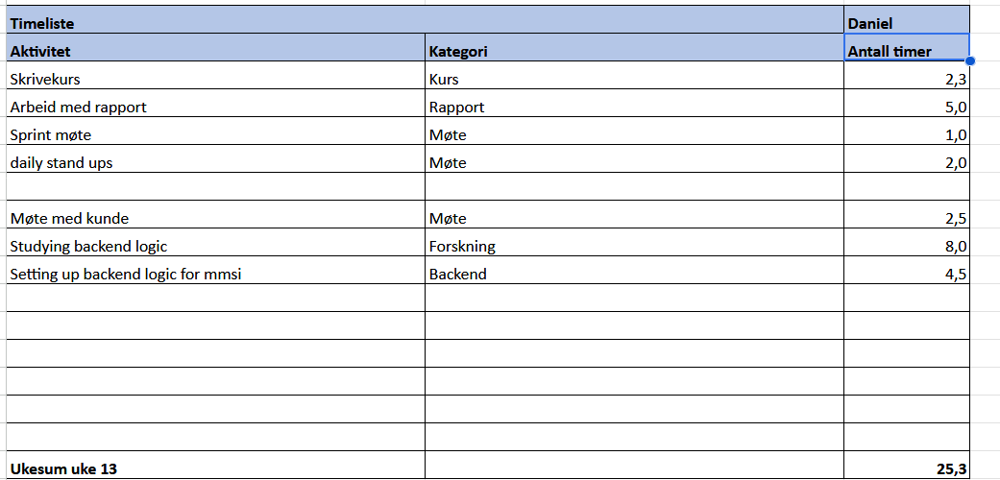 Timeliste Daniel
Aktivitet Kategori Antall timer
Skrivekurs Kurs 2,3
Arbeid med rapport Rapport 5,0
Sprint møte Møte 1,0
daily stand ups Møte 2,0
Møte med kunde Møte 2,5
Studying backend logic Forskning 8,0
Setting up backend logic for mmsi Backend 4,5
Ukesum uke 13 25,3